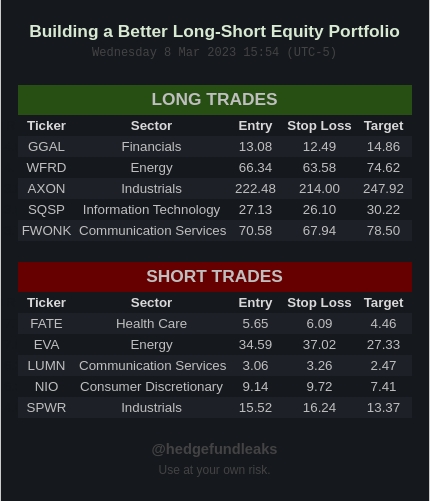 Building a Better Long-Short Equity Portfolio
Wednesday 8 Mar 2023 15:54 (UTC-5)
LONG TRADES
Ticker Sector Entry Stop Loss Target
GGAL Financials 13.08 12.49 14.86
WFRD Energy 66.34 63.58 74.62
AXON Industrials 222.48 214.00 247.92
SQSP Information Technology 27.13 26.10 30.22
FWONK Communication Services 70.58 67.94 78.50
SHORT TRADES
Ticker Sector Entry Stop Loss Target
FATE Health Care 5.65 6.09 4.46
EVA Energy 34.59 37.02 27.33
LUMN Communication Services 3.06 3.26 2.47
NIO Consumer Discretionary 9.14 9.72 7.41
SPWR Industrials 15.52 16.24 13.37
@hedgefundleaks
Use at your own risk.